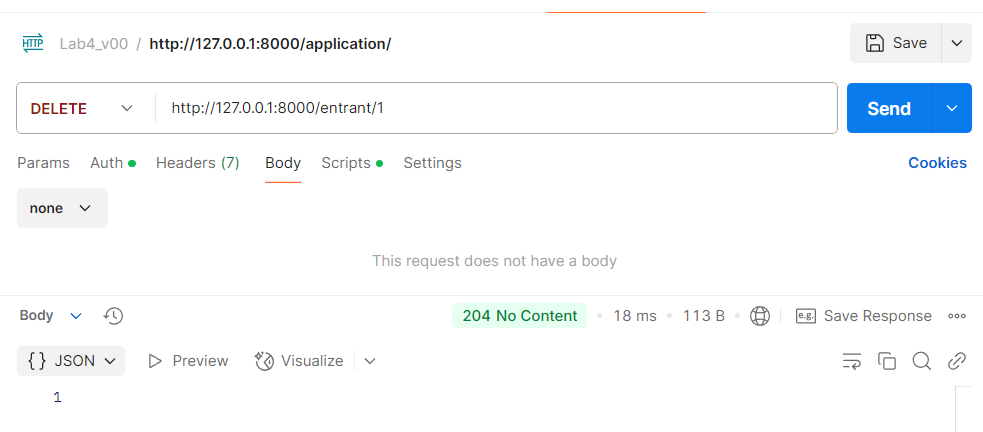 HTTP Lab4_v00 / http://127.0.0.1:8000/application/ Save
DELETE http://127.0.0.1:8000/entrant/1 Send
Params Auth Headers (7) Body Scripts Settings Cookies
none
This request does not have a body
Body 204 No Content 18 ms 113 B e.g. Save Response
{} JSON Preview Visualize
1